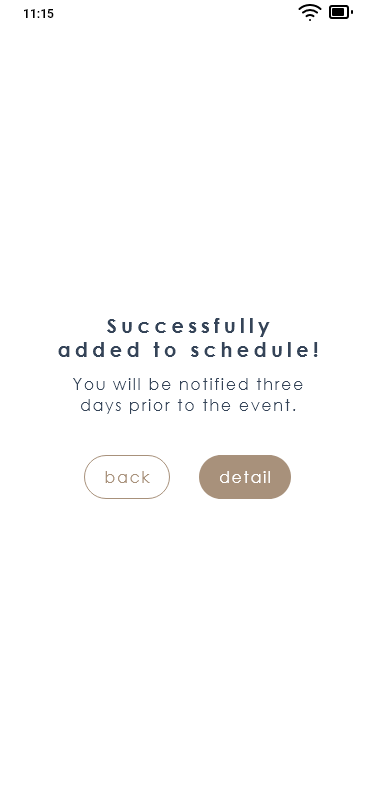 11:15
Successfully
added to schedule!
You will be notified three
days prior to the event.
back
detail